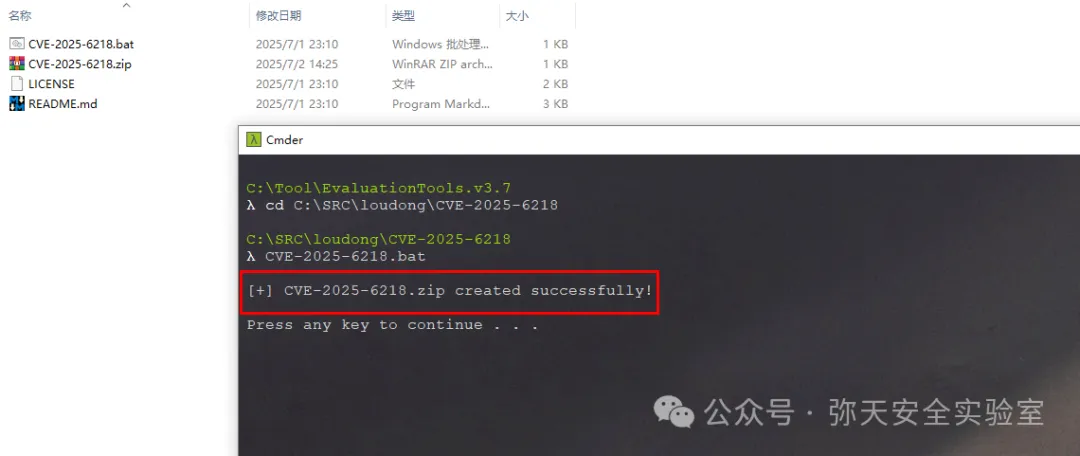 名称 修改日期 类型 大小
CVE-2025-6218.bat 2025/7/1 23:10 Windows 批处理... 1 KB
CVE-2025-6218.zip 2025/7/2 14:25 WinRAR ZIP arch... 1 KB
LICENSE 2025/7/1 23:10 文件 2 KB
README.md 2025/7/1 23:10 Program Markd... 3 KB
λ Cmder
C:\Tool\EvaluationTools.v3.7
λ cd C:\SRC\loudong\CVE-2025-6218
C:\SRC\loudong\CVE-2025-6218
λ CVE-2025-6218.bat
[+] CVE-2025-6218.zip created successfully!
Press any key to continue . . .
公众号 · 弥天安全实验室